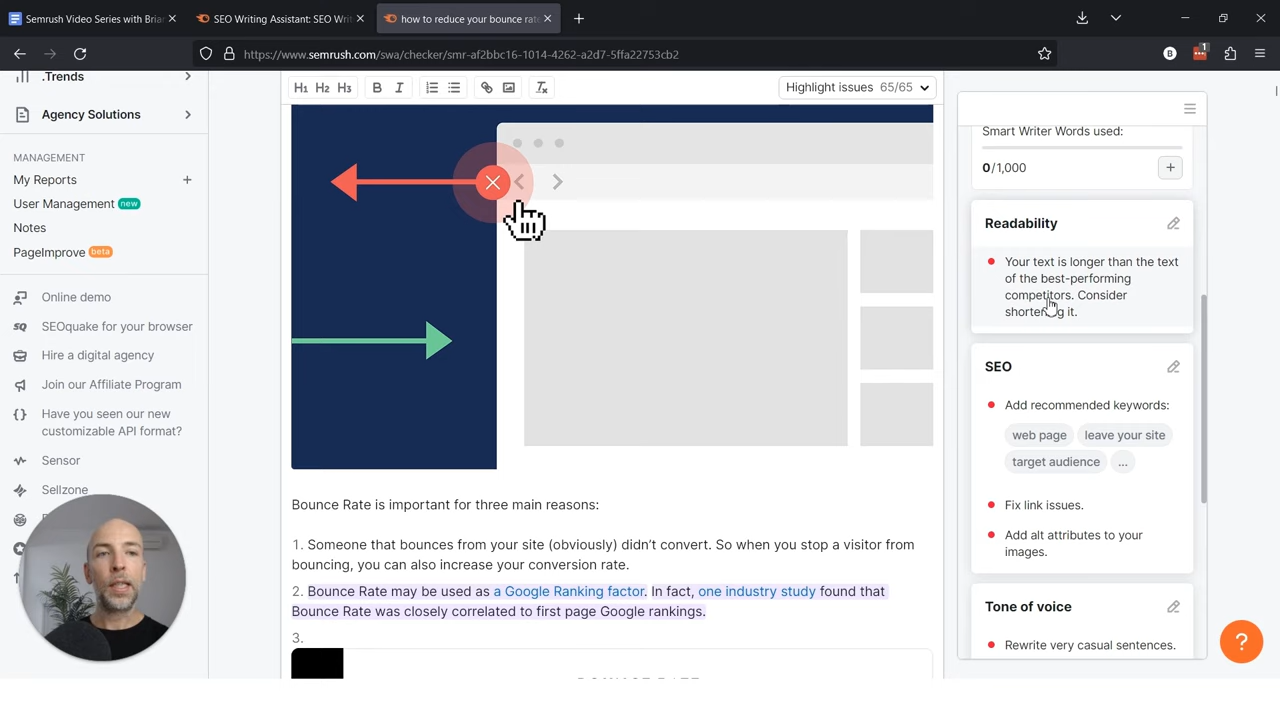 Semrush Video Series with Brian
SEO Writing Assistant: SEO Writ
how to reduce your bounce rate
https://www.semrush.com/swa/checker/smr-af2bbc16-1014-4262-a2d7-5ffa22753cb2
B
1
.Trends
Agency Solutions
MANAGEMENT
My Reports
User Management new
Notes
PageImprove beta
Online demo
SEOquake for your browser
Hire a digital agency
Join our Affiliate Program
Have you seen our new
customizable API format?
Sensor
Sellzone
H1 H2 H3 B I
Highlight issues 65/65
Bounce Rate is important for three main reasons:
1. Someone that bounces from your site (obviously) didn’t convert. So when you stop a visitor from
bouncing, you can also increase your conversion rate.
2. Bounce Rate may be used as a Google Ranking factor. In fact, one industry study found that
Bounce Rate was closely correlated to first page Google rankings.
3.
Smart Writer Words used:
0/1,000
Readability
Your text is longer than the text
of the best-performing
competitors. Consider
shortening it.
SEO
Add recommended keywords:
web page
leave your site
target audience
...
Fix link issues.
Add alt attributes to your
images.
Tone of voice
Rewrite very casual sentences.
?